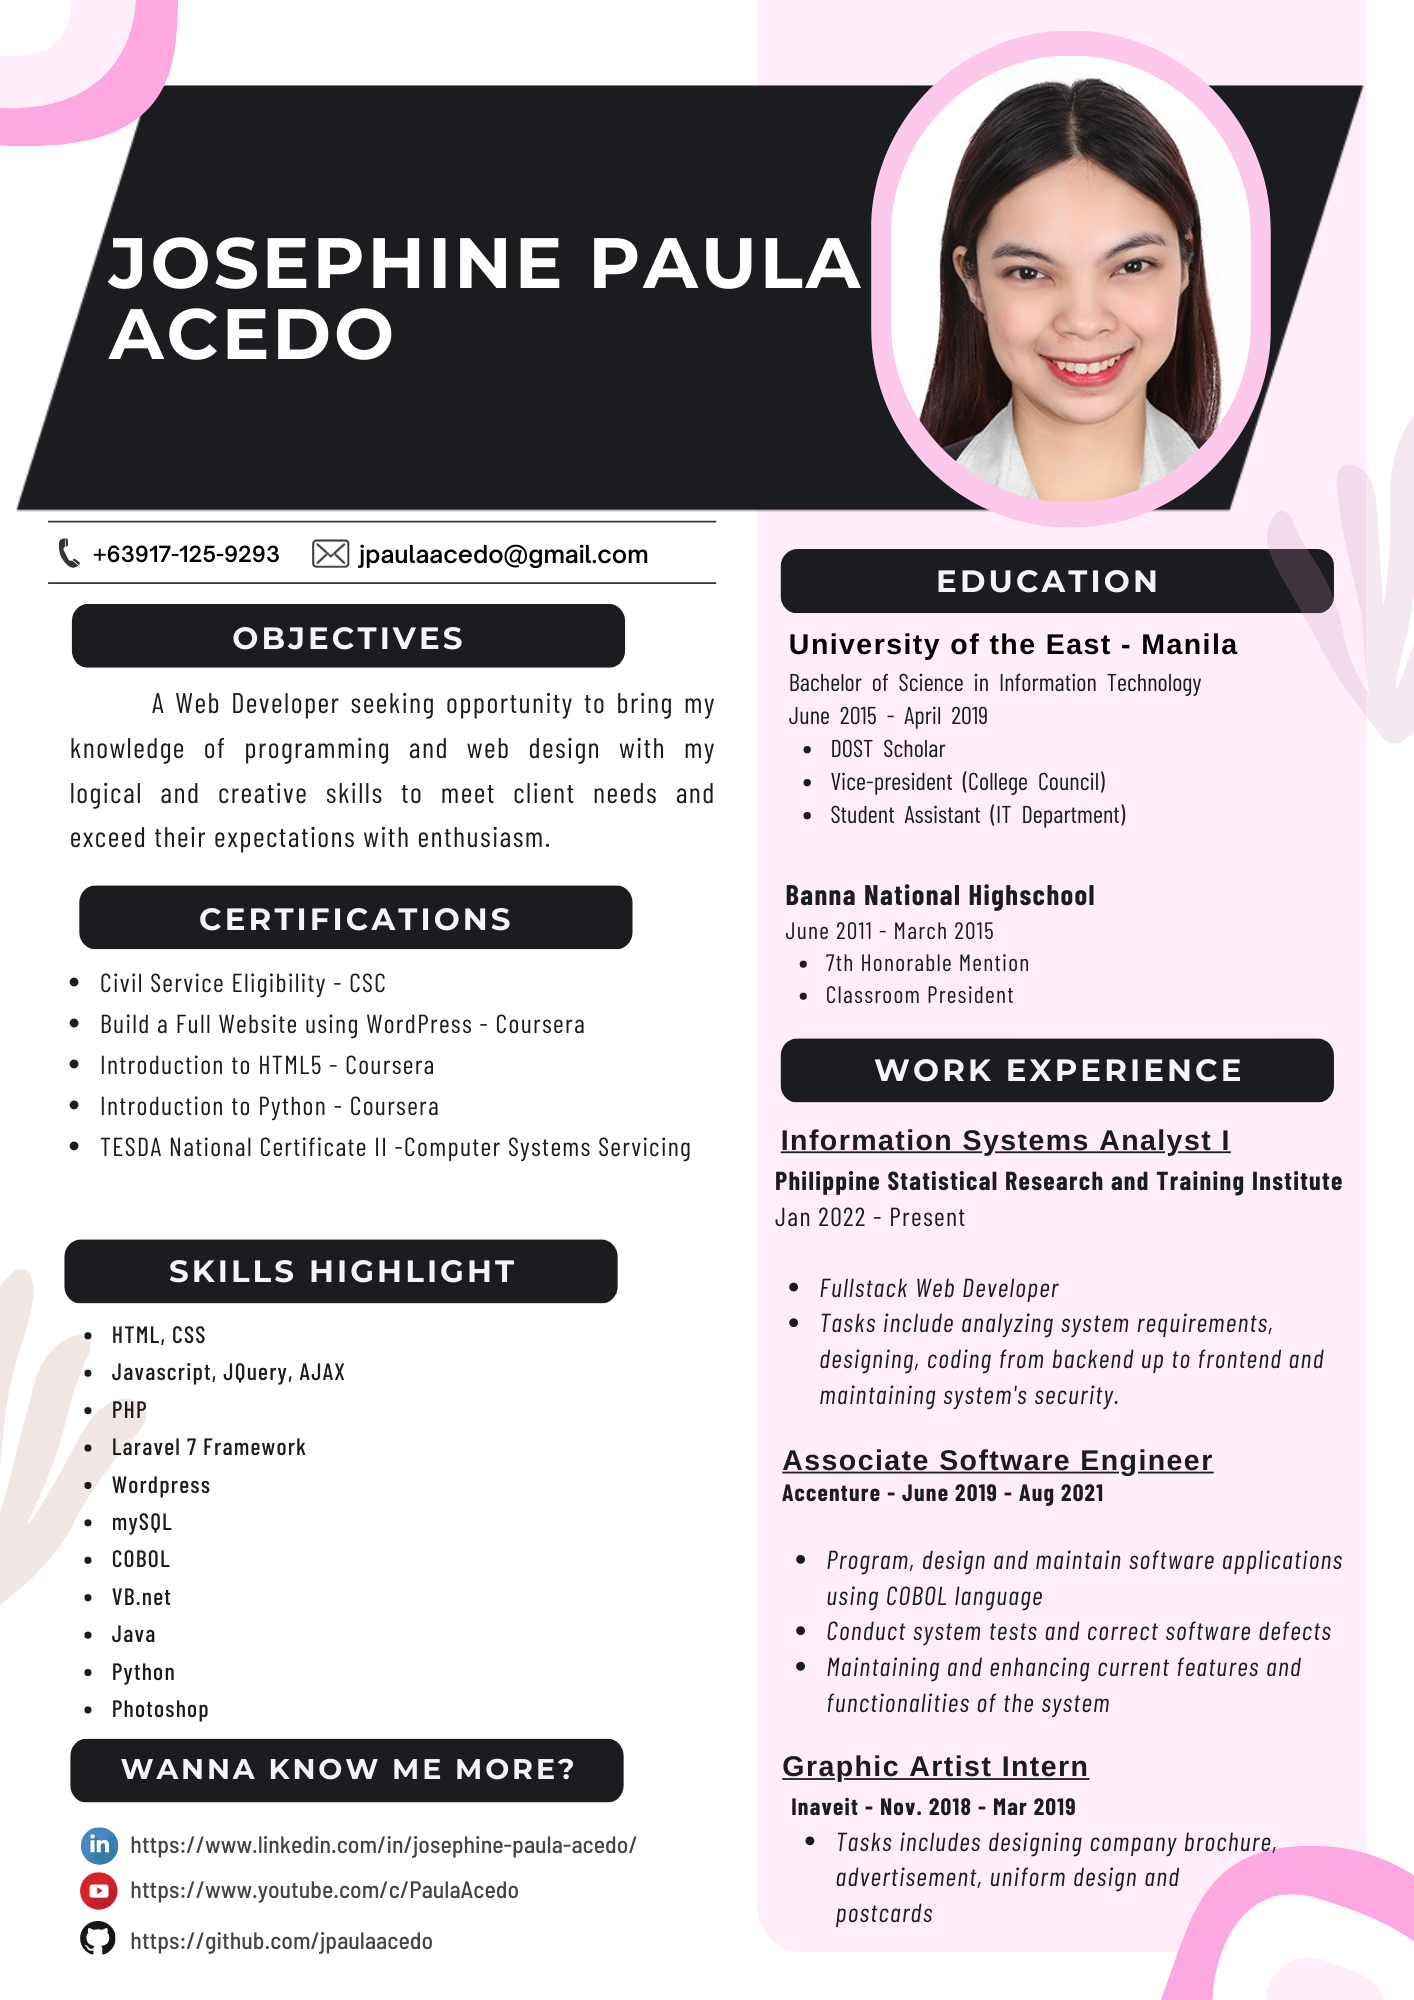 JOSEPHINE PAULA
ACEDO
+63917-125-9293
jpaulaacedo@gmail.com
OBJECTIVES
A Web Developer seeking opportunity to bring my
knowledge of programming and web design with my
logical and creative skills to meet client needs and
exceed their expectations with enthusiasm.
CERTIFICATIONS
• Civil Service Eligibility - CSC
• Build a Full Website using WordPress - Coursera
• Introduction to HTML5 - Coursera
• Introduction to Python - Coursera
• TESDA National Certificate II -Computer Systems Servicing
SKILLS HIGHLIGHT
• HTML, CSS
• Javascript, JQuery, AJAX
• PHP
• Laravel 7 Framework
• Wordpress
• mySQL
• COBOL
• VB.net
• Java
• Python
• Photoshop
WANNA KNOW ME MORE?
in https://www.linkedin.com/in/josephine-paula-acedo/
https://www.youtube.com/c/PaulaAcedo
https://github.com/jpaulaacedo
EDUCATION
University of the East - Manila
Bachelor of Science in Information Technology
June 2015 - April 2019
• DOST Scholar
• Vice-president (College Council)
• Student Assistant (IT Department)
Banna National Highschool
June 2011 - March 2015
• 7th Honorable Mention
• Classroom President
WORK EXPERIENCE
Information Systems Analyst I
Philippine Statistical Research and Training Institute
Jan 2022 - Present
• Fullstack Web Developer
• Tasks include analyzing system requirements,
designing, coding from backend up to frontend and
maintaining system's security.
Associate Software Engineer
Accenture - June 2019 - Aug 2021
• Program, design and maintain software applications
using COBOL language
• Conduct system tests and correct software defects
• Maintaining and enhancing current features and
functionalities of the system
Graphic Artist Intern
Inaveit - Nov. 2018 - Mar 2019
• Tasks includes designing company brochure,
advertisement, uniform design and
postcards